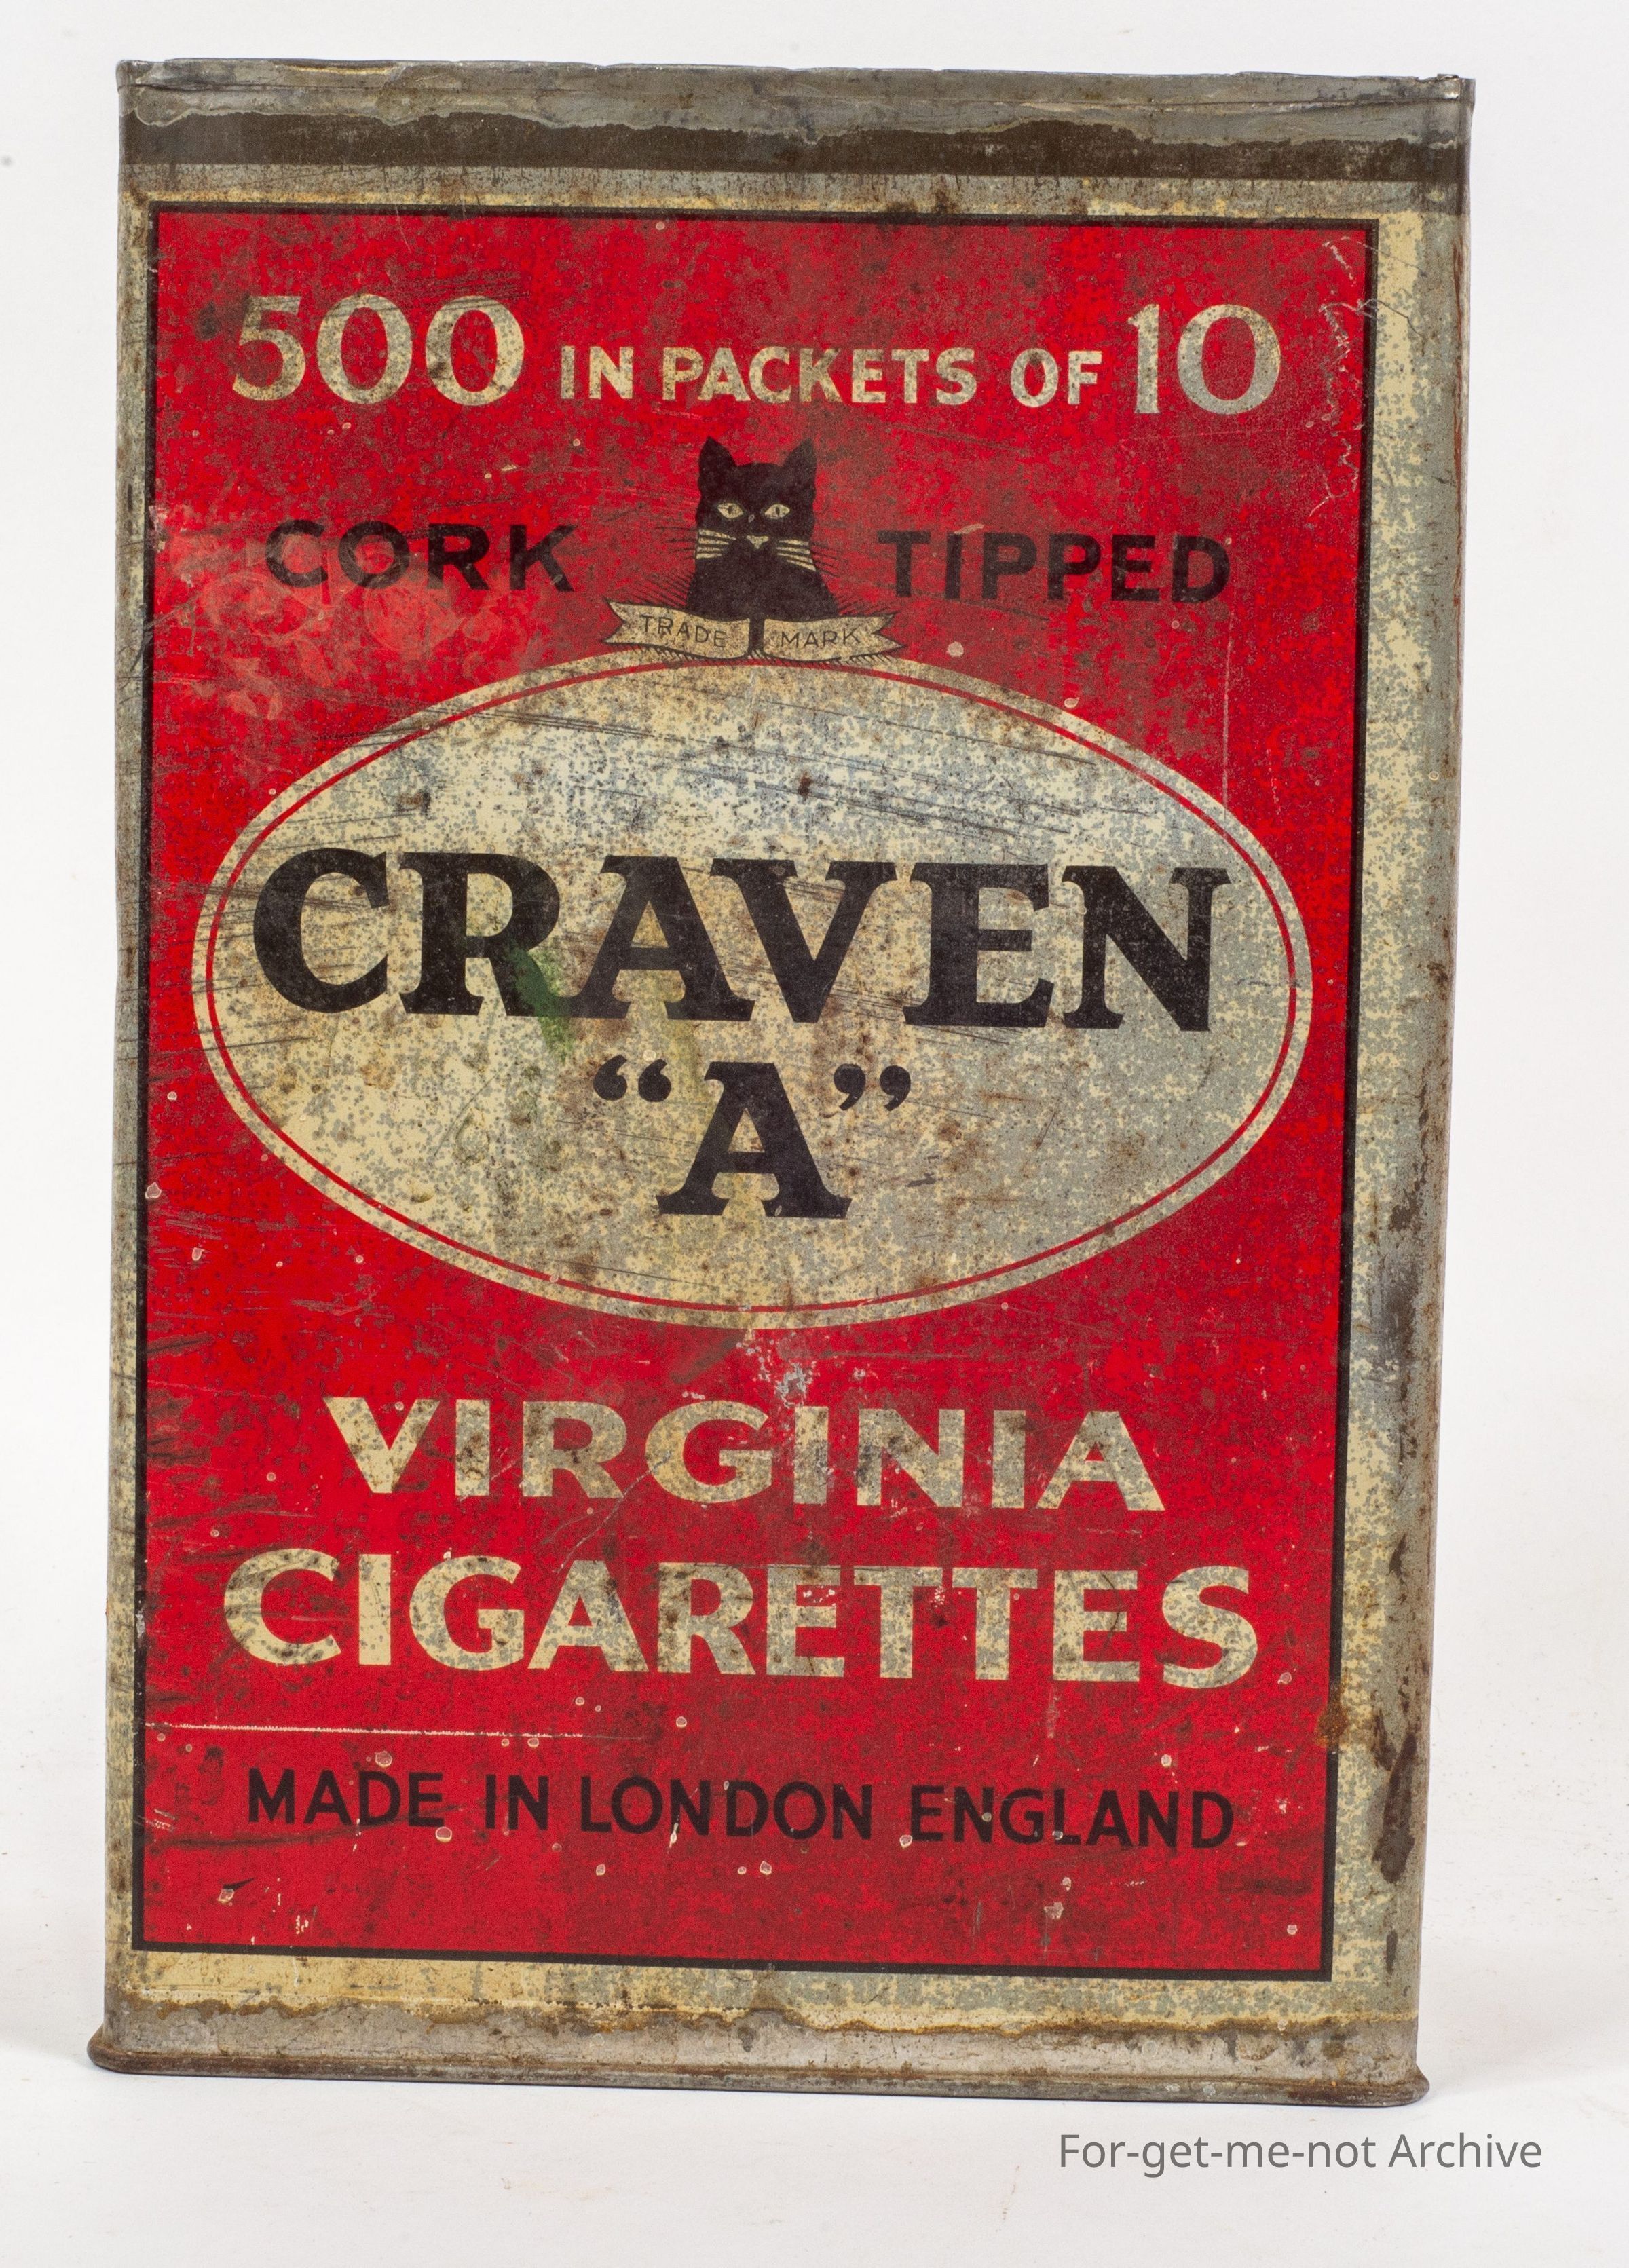 500 IN PACKETS OF 10
CORK TIPPED
TRADE MARK
CRAVEN
“A”
VIRGINIA
CIGARETTES
MADE IN LONDON ENGLAND
For-get-me-not Archive